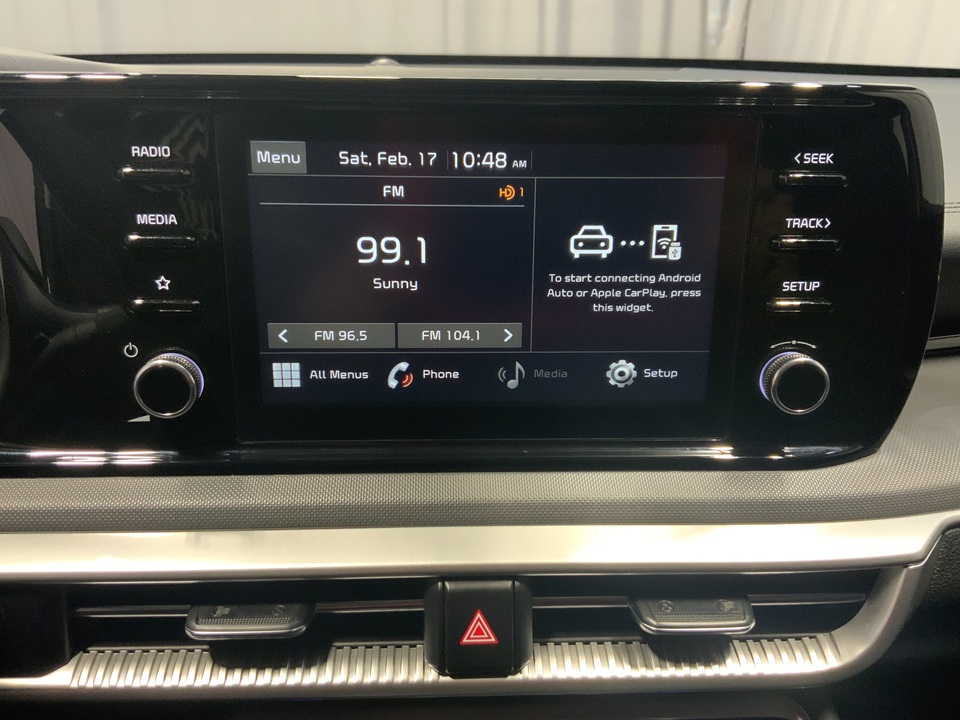 RADIO
MEDIA
Menu
Sat, Feb. 17 10:48 AM
FM
HD 1
99.1
Sunny
FM 96.5
FM 104.1
To start connecting Android
Auto or Apple CarPlay, press
this widget.
All Menus
Phone
Media
Setup
< SEEK
TRACK >
SETUP